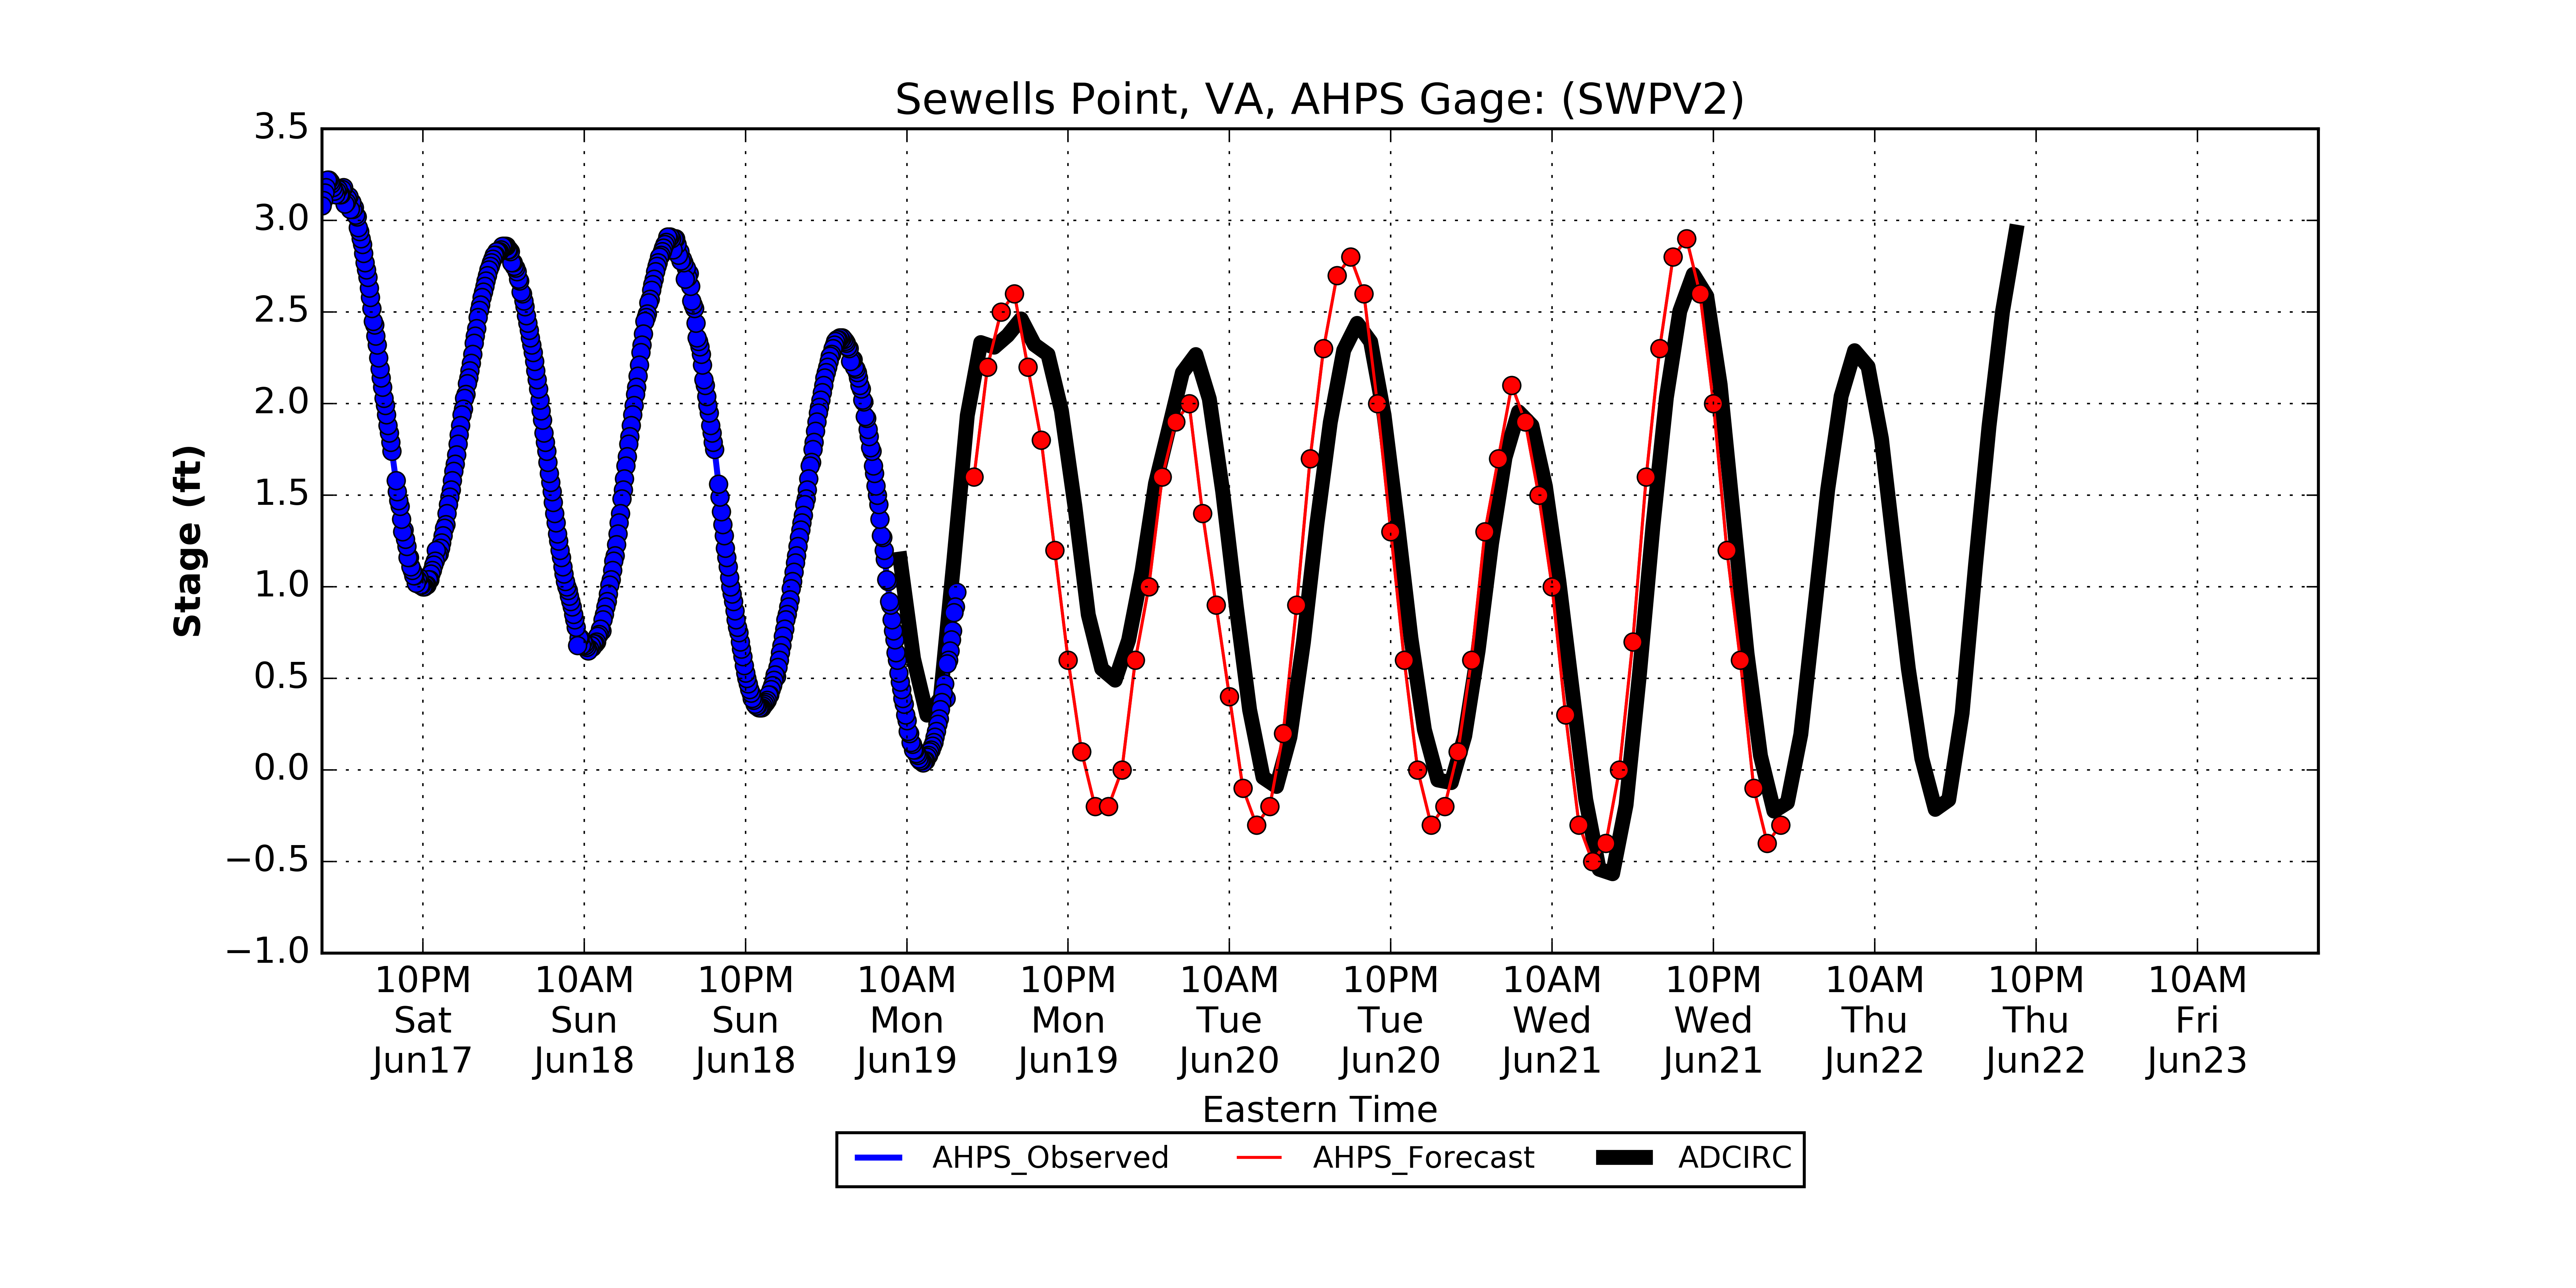 Sewells Point, VA, AHPS Gage: (SWPV2)
3.5
3.0
2.5
2.0
1.5
1.0
0.5
0.0
−0.5
−1.0
Stage (ft)
10PM 10AM 10PM 10AM 10PM 10AM 10PM 10AM 10PM 10AM 10PM 10AM
Sat Sun Sun Mon Mon Tue Tue Wed Wed Thu Thu Fri
Jun17 Jun18 Jun18 Jun19 Jun19 Jun20 Jun20 Jun21 Jun21 Jun22 Jun22 Jun23
Eastern Time
AHPS_Observed AHPS_Forecast ADCIRC